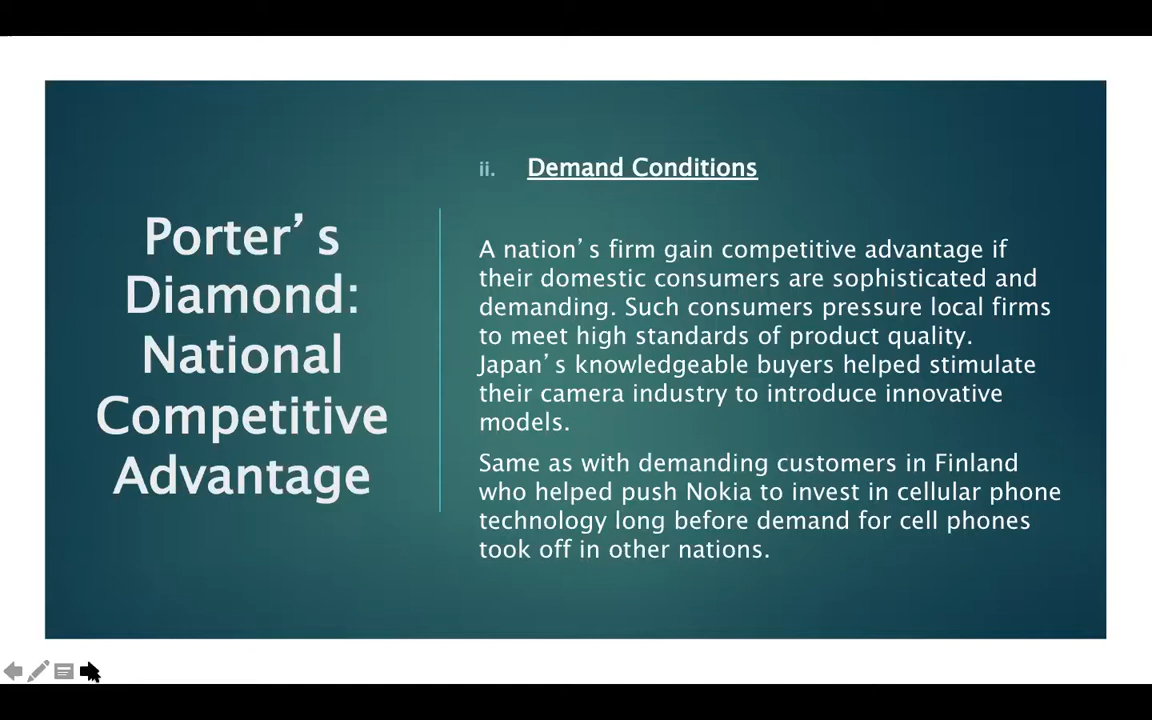 Porter’s
Diamond:
National
Competitive
Advantage
ii. Demand Conditions
A nation’s firm gain competitive advantage if
their domestic consumers are sophisticated and
demanding. Such consumers pressure local firms
to meet high standards of product quality.
Japan’s knowledgeable buyers helped stimulate
their camera industry to introduce innovative
models.
Same as with demanding customers in Finland
who helped push Nokia to invest in cellular phone
technology long before demand for cell phones
took off in other nations.